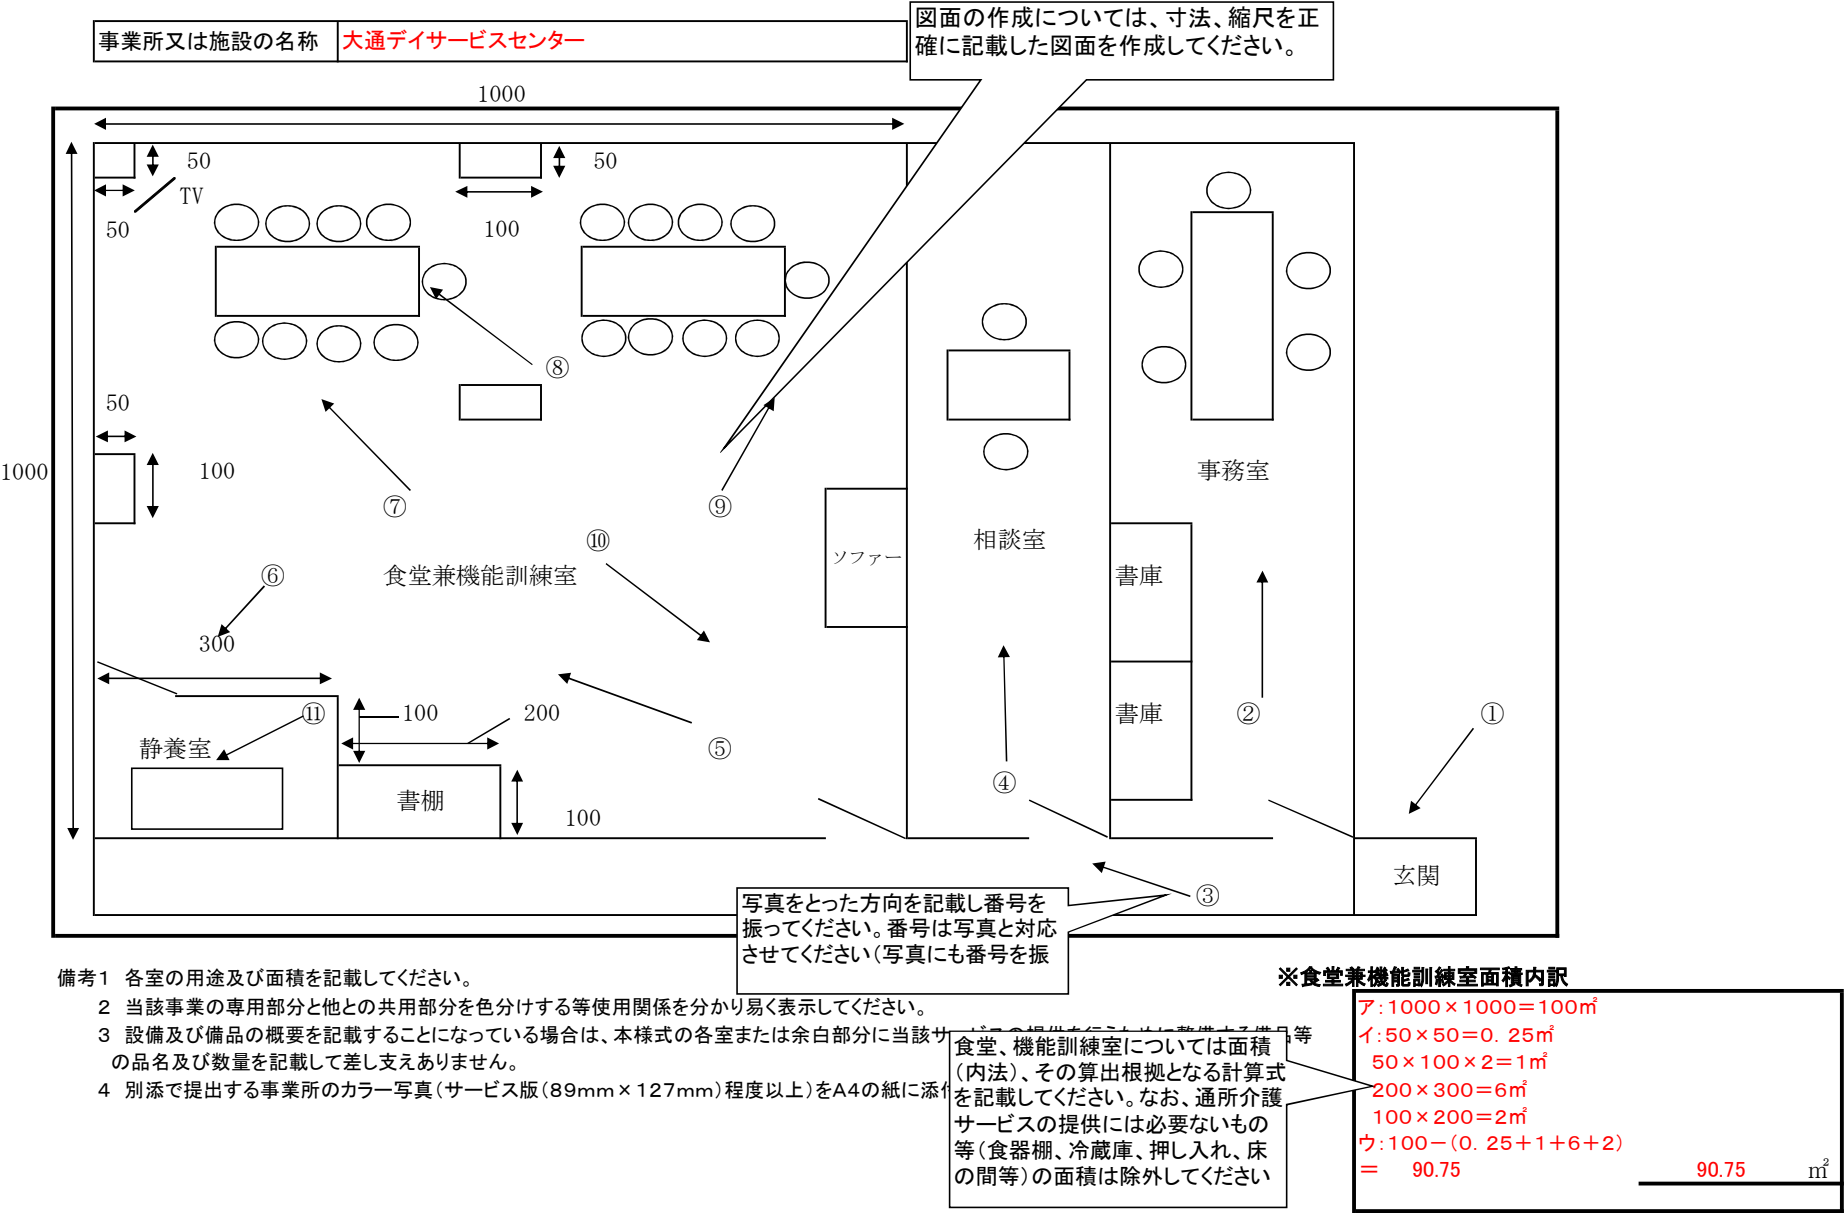 事業所又は施設の名称
大通デイサービスセンター
図面の作成については、寸法、縮尺を正
確に記載した図面を作成してください。
1000
50
TV
50
50
100
⑧
50
1000
100
⑦
⑨
事務室
⑩
ソファー
相談室
⑥
食堂兼機能訓練室
書庫
300
⑪
100
200
⑤
書庫
②
①
静養室
④
書棚
100
玄関
③
写真をとった方向を記載し番号を
振ってください。番号は写真と対応
させてください(写真にも番号を振
備考1 各室の用途及び面積を記載してください。
2 当該事業の専用部分と他との共用部分を色分けする等使用関係を分かり易く表示してください。
3 設備及び備品の概要を記載することになっている場合は、本様式の各室または余白部分に当該サービスの提供を行うために整備する備品等
の品名及び数量を記載して差し支えありません。
4 別添で提出する事業所のカラー写真(サービス版(89mm×127mm)程度以上)をA4の紙に添
食堂、機能訓練室については面積
(内法)、その算出根拠となる計算式
を記載してください。なお、通所介護
サービスの提供には必要ないもの
等(食器棚、冷蔵庫、押し入れ、床
の間等)の面積は除外してください
※食堂兼機能訓練室面積内訳
ア:1000×1000=100㎡
イ:50×50=0.25㎡
50×100×2=1㎡
200×300=6㎡
100×200=2㎡
ウ:100-(0.25+1+6+2)
= 90.75 90.75 ㎡